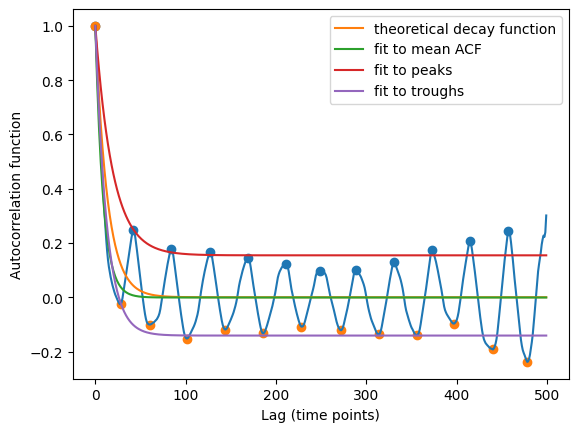 theoretical decay function
fit to mean ACF
fit to peaks
fit to troughs
Autocorrelation function
1.0
0.8
0.6
0.4
0.2
0.0
−0.2
0 100 200 300 400 500
Lag (time points)